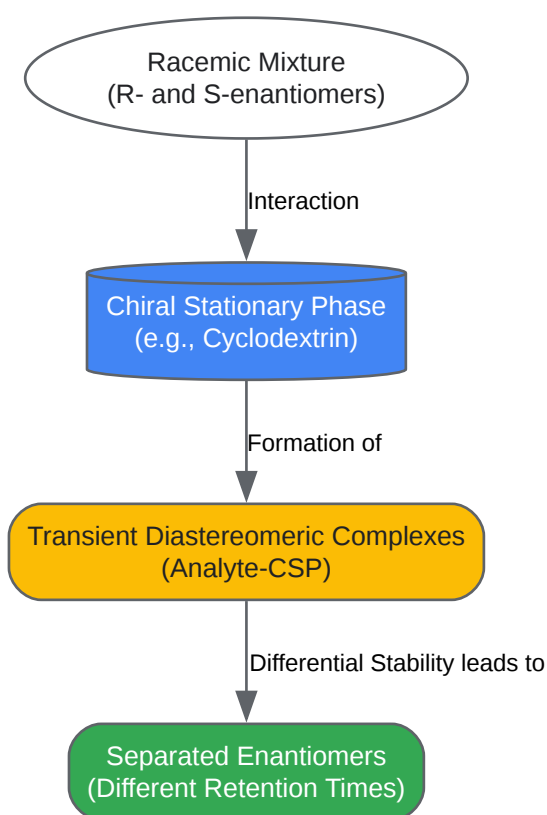 Racemic Mixture
(R- and S-enantiomers)
Interaction
Chiral Stationary Phase
(e.g., Cyclodextrin)
Formation of
Transient Diastereomeric Complexes
(Analyte-CSP)
Differential Stability leads to
Separated Enantiomers
(Different Retention Times)